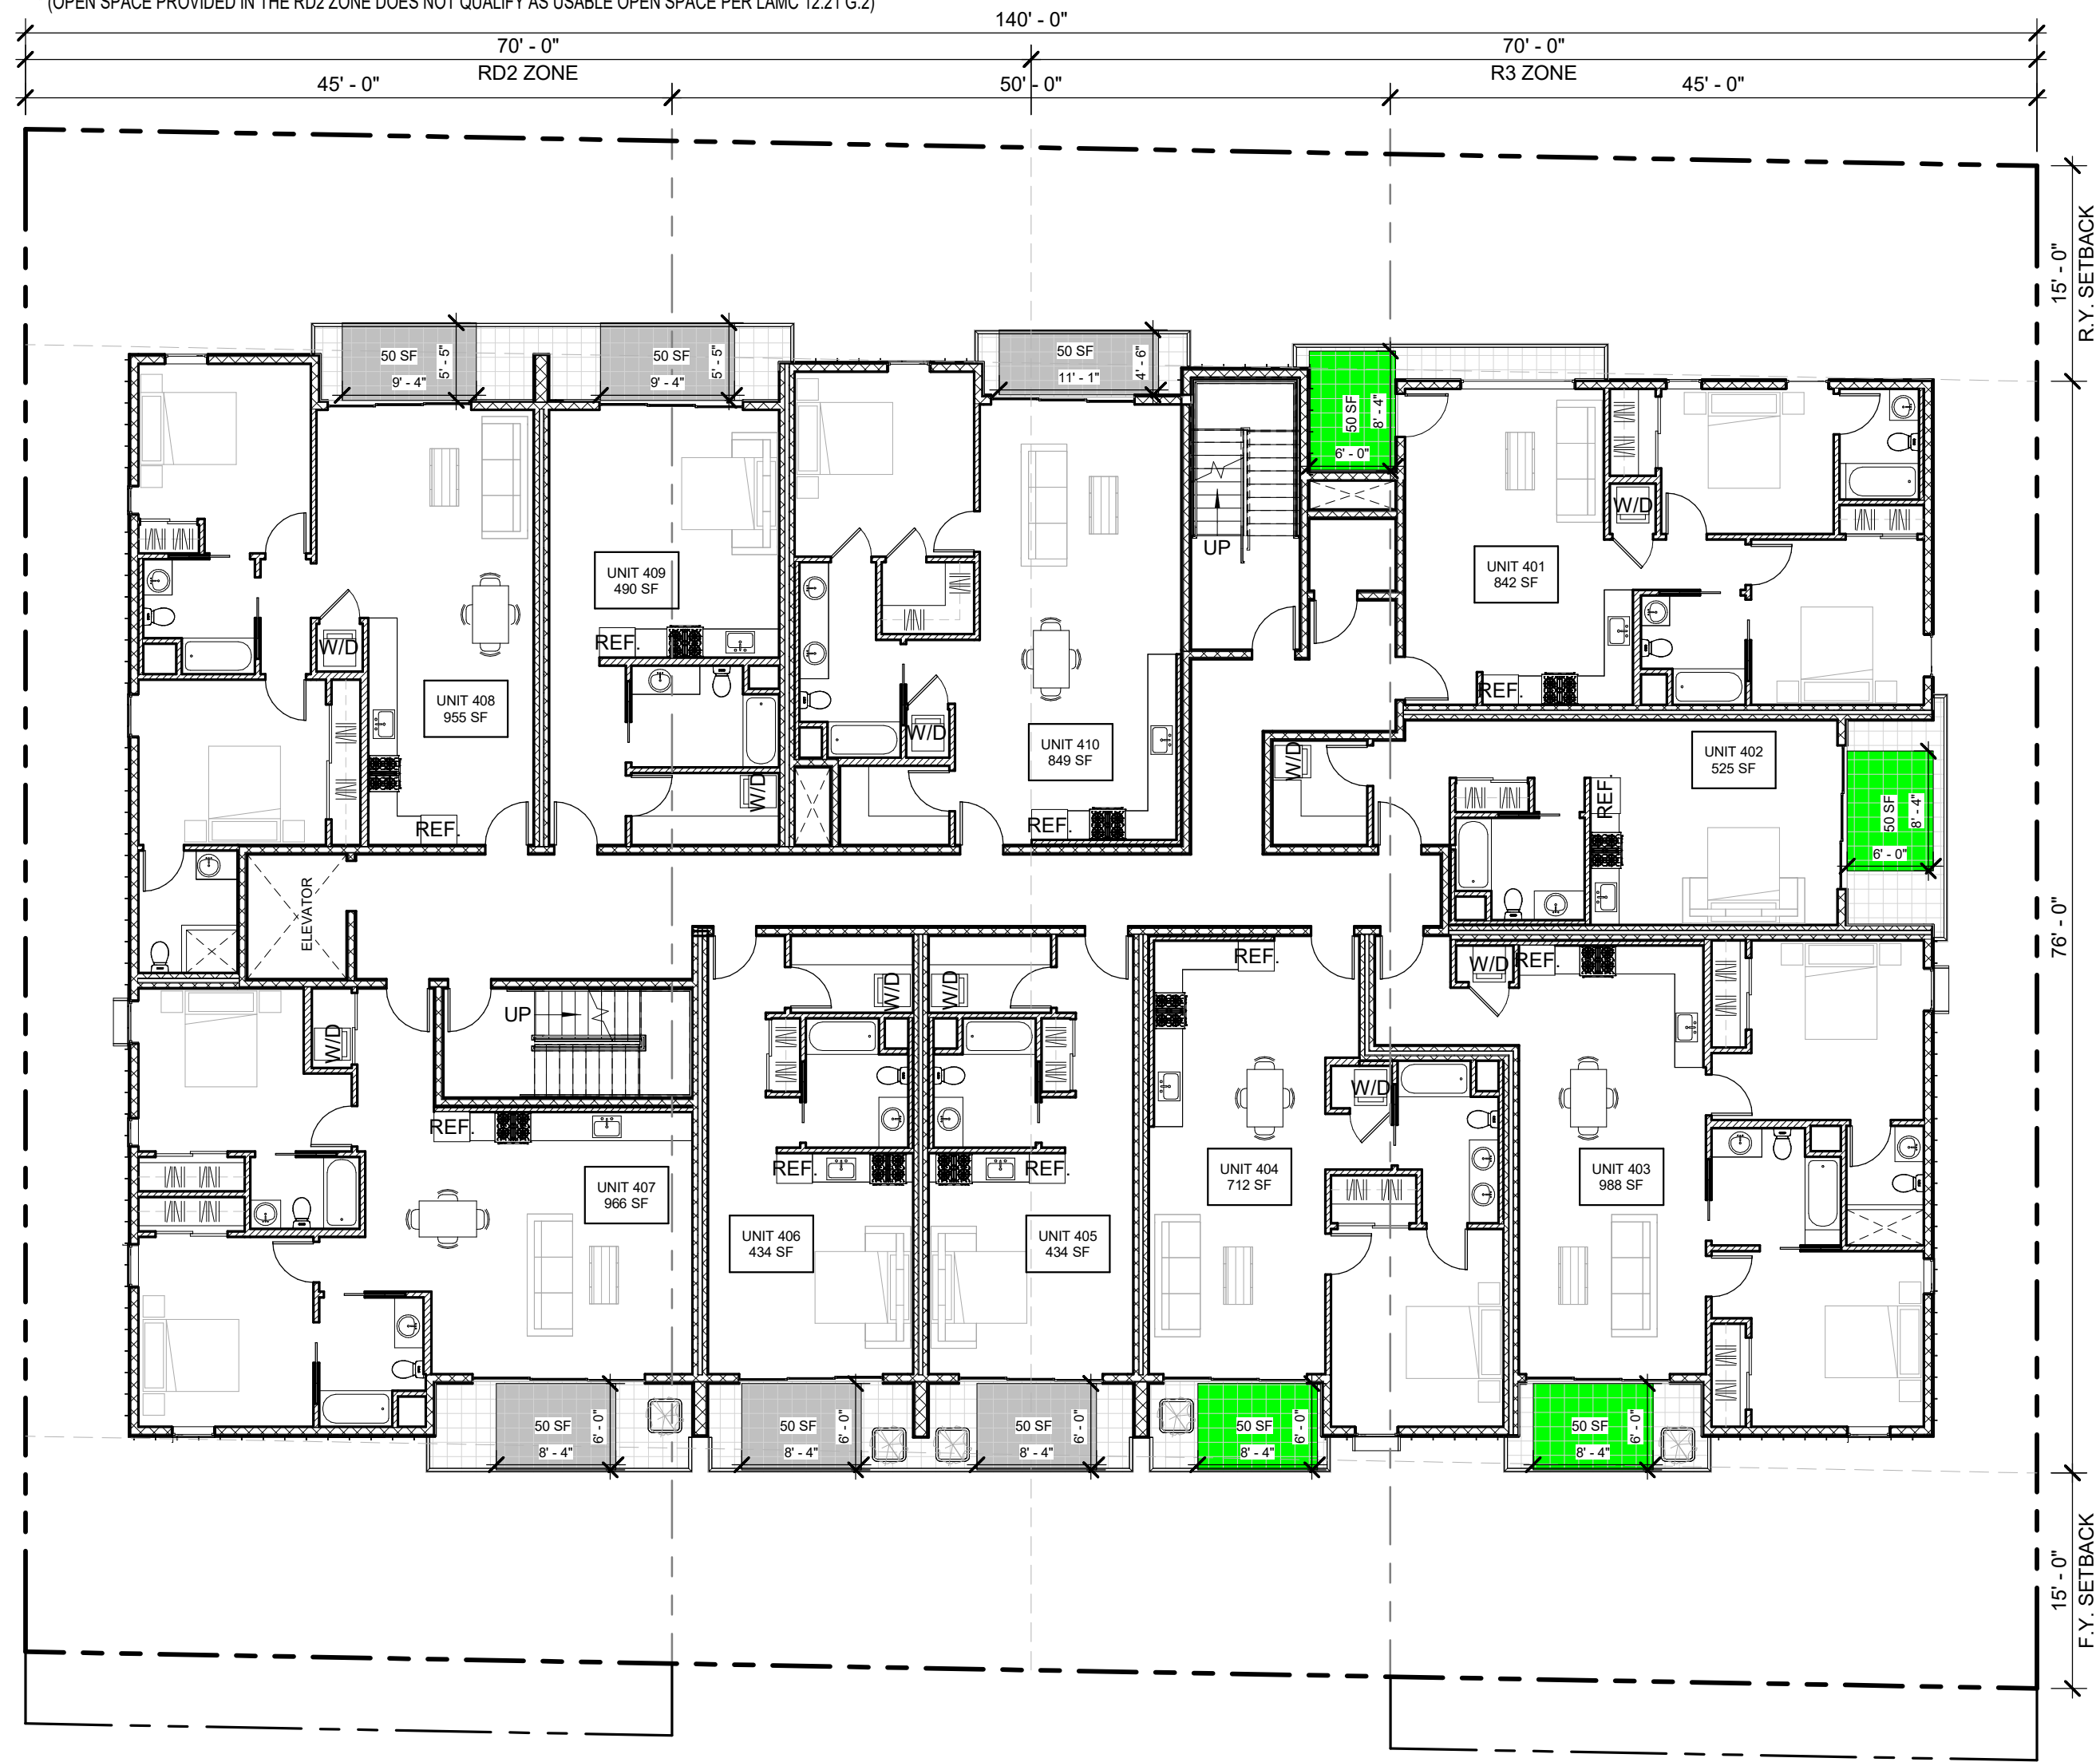 (OPEN SPACE PROVIDED IN THE RD2 ZONE DOES NOT QUALIFY AS USABLE OPEN SPACE PER LAMC 12.21 G.2)
140' - 0"
70' - 0"
70' - 0"
RD2 ZONE
R3 ZONE
45' - 0"
50' - 0"
45' - 0"
15' - 0"
R.Y. SETBACK
50 SF
5' - 5"
9' - 4"
50 SF
5' - 5"
9' - 4"
50 SF
4' - 6"
11' - 1"
50 SF
8' - 4"
6' - 0"
W/D
UP
UNIT 409
490 SF
UNIT 401
842 SF
REF.
W/D
REF.
UNIT 408
955 SF
W/D
UNIT 410
849 SF
UNIT 402
525 SF
W/D
W/D
REF.
50 SF
8' - 4"
6' - 0"
REF.
REF.
ELEVATOR
76' - 0"
REF.
W/D
REF.
W/D
W/D
UP
W/D
W/D
REF.
REF.
REF.
UNIT 407
966 SF
UNIT 404
712 SF
UNIT 403
988 SF
UNIT 406
434 SF
UNIT 405
434 SF
50 SF
6' - 0"
8' - 4"
50 SF
6' - 0"
8' - 4"
50 SF
6' - 0"
8' - 4"
50 SF
6' - 0"
8' - 4"
50 SF
6' - 0"
8' - 4"
15' - 0"
F.Y. SETBACK